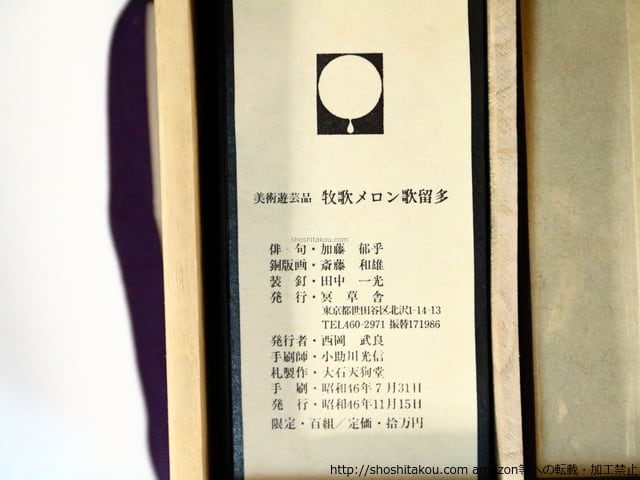 美術遊芸品 牧歌メロン歌留多
shoshitakou.com
俳 句・加藤 郁乎
銅版画・斎藤 和雄
装 釘・田中 一光
発 行・冥 草 舎
東京都世田谷区北沢1-14-13
TEL460-2971 振替171986
発行者・西岡 武良
手刷師・小助川光信
札製作・大石天狗堂
手 刷・昭和46年7月31日
発 行・昭和46年11月15日
限定・百組／定価・拾万円
http://shoshitakou.com amazon等への転載・加工禁止